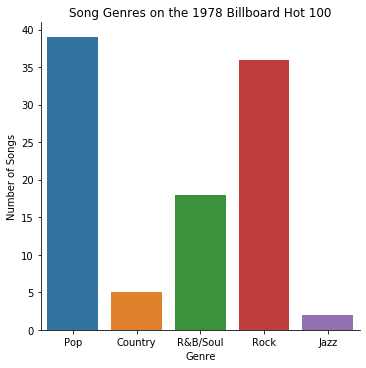 Song Genres on the 1978 Billboard Hot 100
40
35
30
25
20
15
10
5
0
Number of Songs
Pop Country R&B/Soul Rock Jazz
Genre